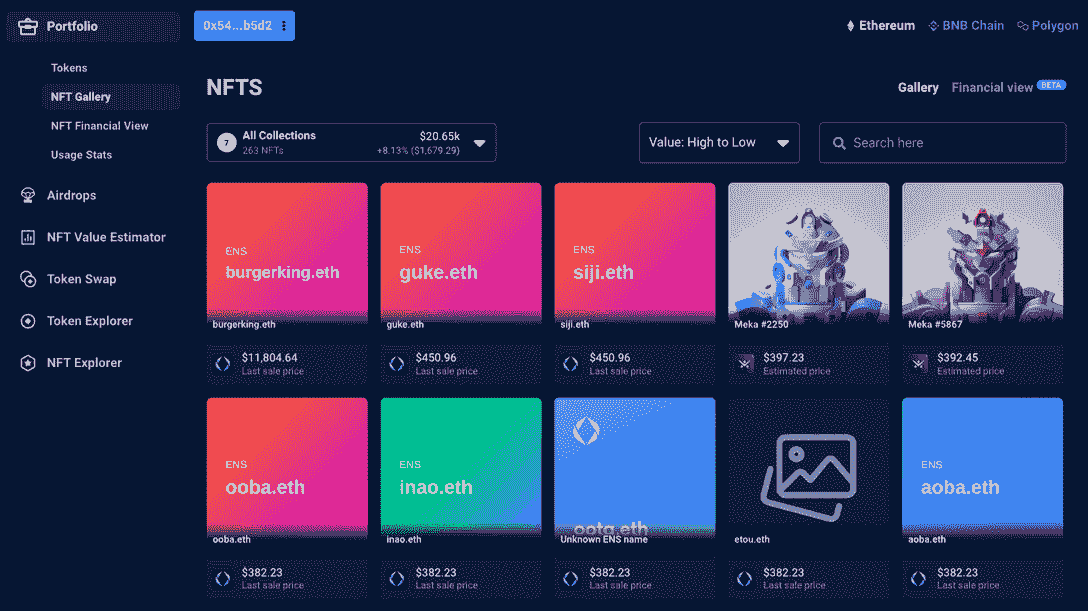 Portfolio
0x54...b5d2
Ethereum
BNB Chain
Polygon
Tokens
NFT Gallery
NFT Financial View
Usage Stats
Airdrops
NFT Value Estimator
Token Swap
Token Explorer
NFT Explorer
NFTS
Gallery
Financial view
BETA
7
All Collections
263 NFTs
$20.65k
+8.13% ($1,679.29)
Value: High to Low
Search here
ENS
burgerking.eth
burgerking.eth
$11,804.64
Last sale price
ENS
guke.eth
guke.eth
$450.96
Last sale price
ENS
siji.eth
siji.eth
$450.96
Last sale price
Meka #2250
$397.23
Estimated price
Meka #5867
$392.45
Estimated price
ENS
ooba.eth
ooba.eth
$382.23
Last sale price
ENS
inao.eth
inao.eth
$382.23
Last sale price
ootq.eth
Unknown ENS name
$382.23
Last sale price
etou.eth
$382.23
Last sale price
ENS
aoba.eth
aoba.eth
$382.23
Last sale price